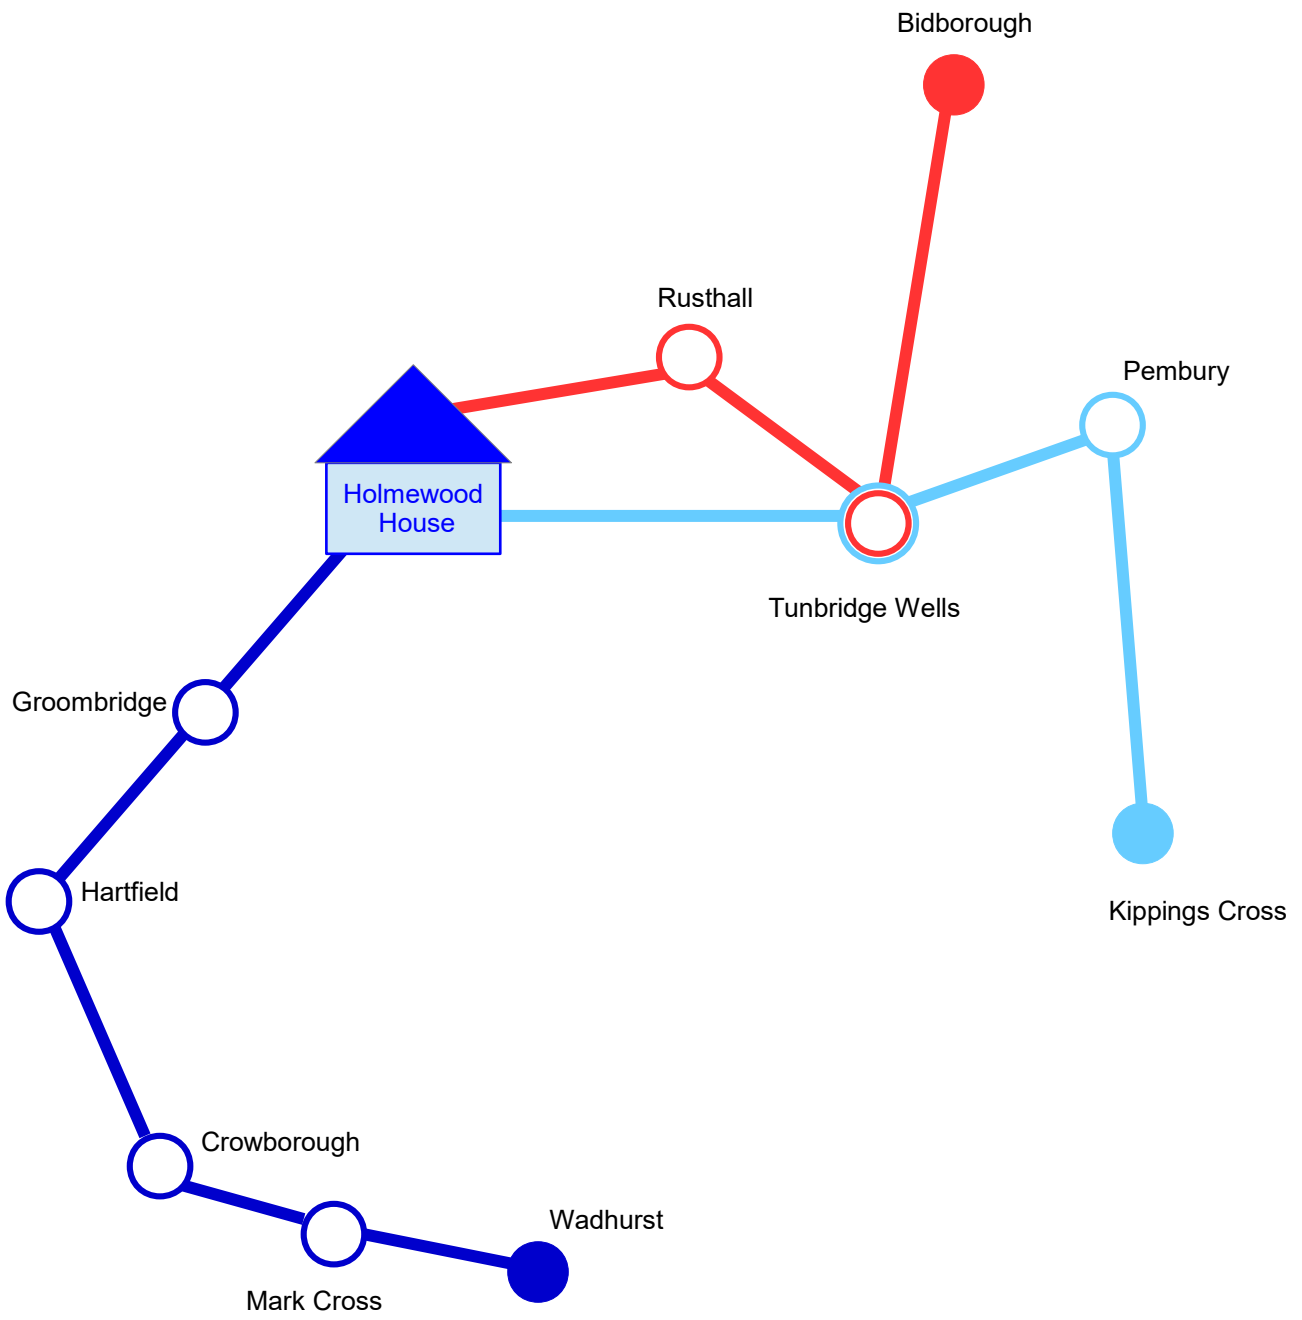 Bidborough
Rusthall
Pembury
Holmewood
House
Tunbridge Wells
Groombridge
Hartfield
Kippings Cross
Crowborough
Wadhurst
Mark Cross